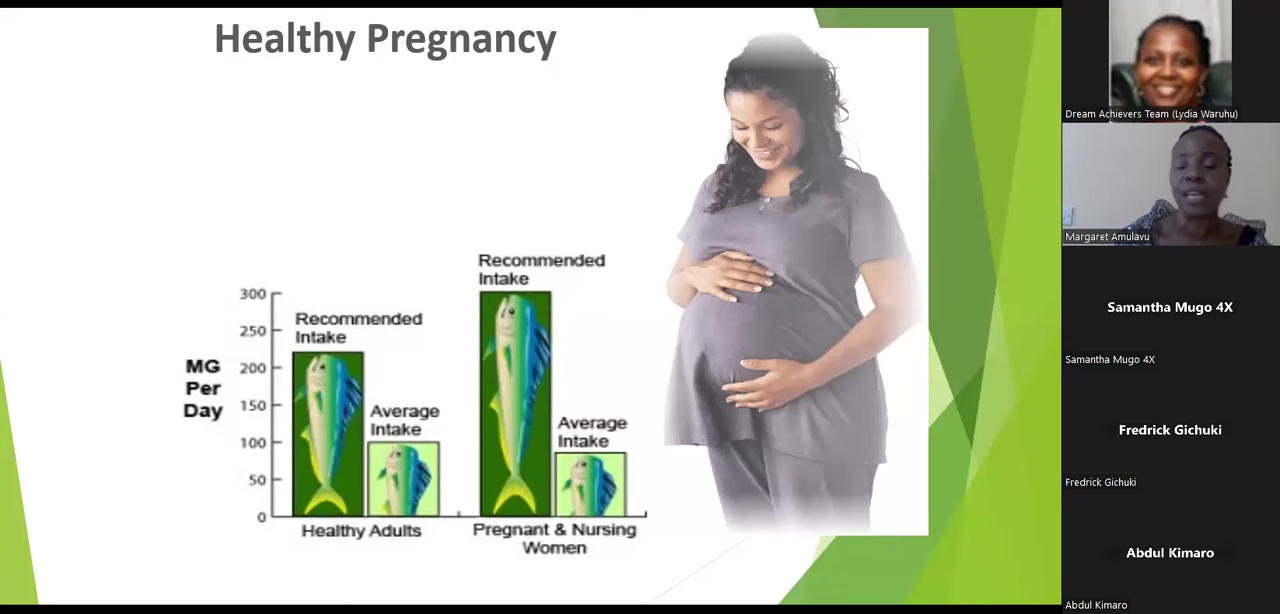 Healthy Pregnancy
Recommended
Intake
Recommended
Intake
300
250
200
150
100
50
0
MG
Per
Day
Average
Intake
Average
Intake
Healthy Adults
Pregnant & Nursing
Women
Dream Achievers Team (Lydia Waruhu)
Margaret Amulavu
Samantha Mugo 4X
Samantha Mugo 4X
Fredrick Gichuki
Fredrick Gichuki
Abdul Kimaro
Abdul Kimaro